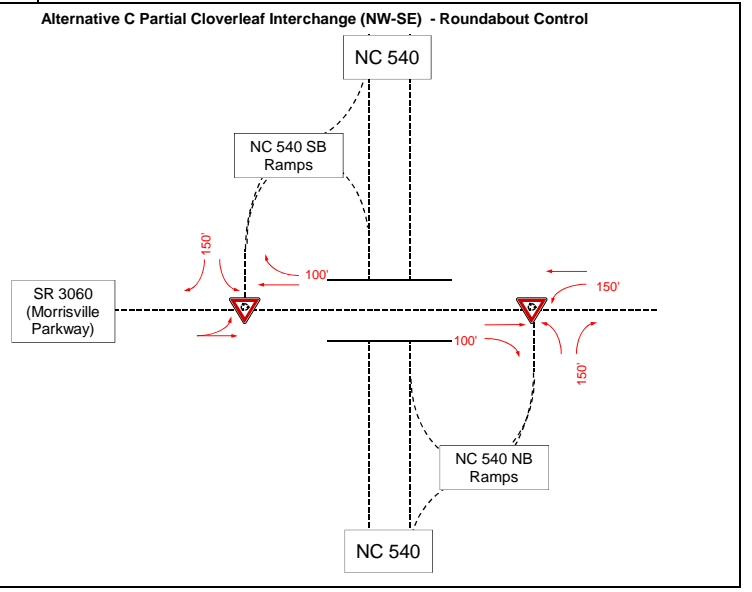 Alternative C Partial Cloverleaf Interchange (NW-SE) - Roundabout Control
NC 540
NC 540 SB
Ramps
150'
100'
SR 3060
(Morrisville
Parkway)
150'
100'
150'
NC 540 NB
Ramps
NC 540